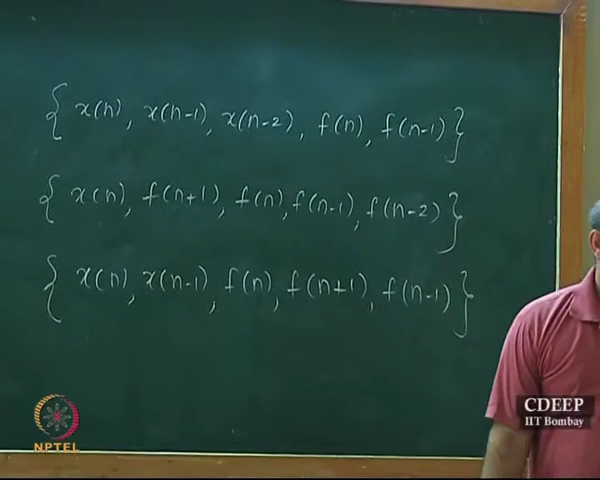 { x(n), x(n-1), x(n-2), f(n), f(n-1) }
{ x(n), f(n+1), f(n), f(n-1), f(n-2) }
{ x(n), x(n-1), f(n), f(n+1), f(n-1) }
NPTEL
CDEEP
IIT Bombay